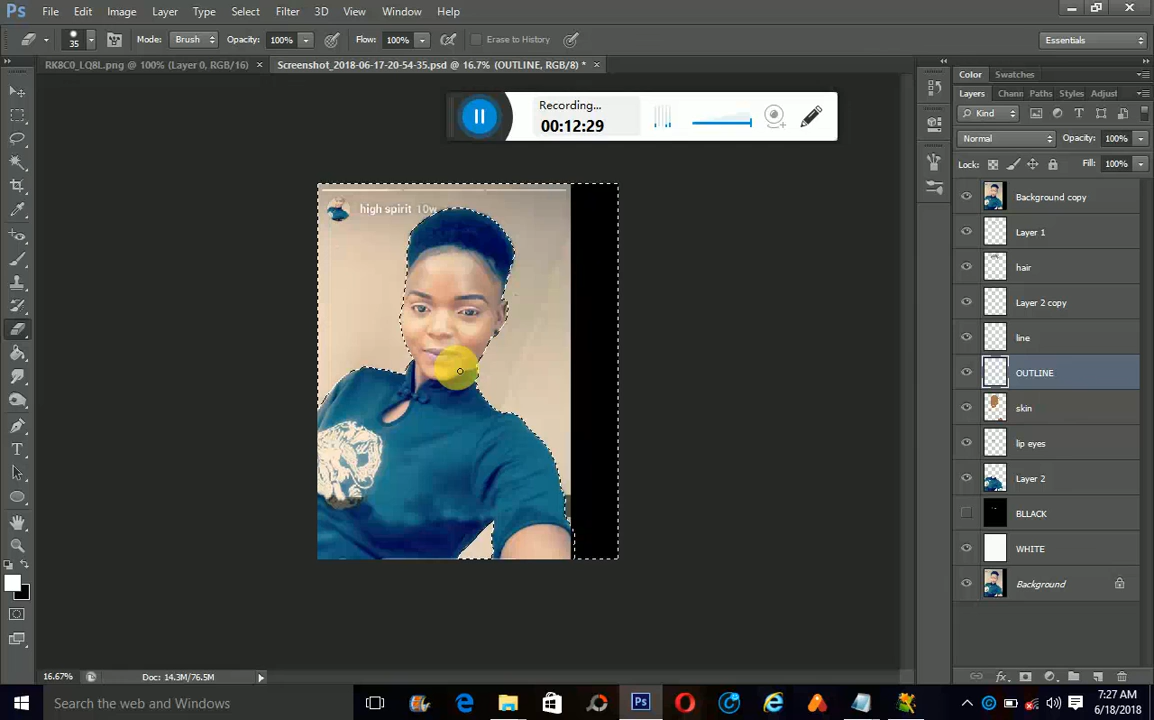 Ps File Edit Image Layer Type Select Filter 3D View Window Help
35 Mode: Brush Opacity: 100% Flow: 100% Erase to History Essentials
RK8C0_LQ8L.png @ 100% (Layer 0, RGB/16) × Screenshot_2018-06-17-20-54-35.psd @ 16.7% (OUTLINE, RGB/8) * ×
Color Swatches
Layers Chann Paths Styles Adjust
Kind
Normal Opacity: 100%
Lock: Fill: 100%
Recording...
00:12:29
high spirit 10w
Background copy
Layer 1
hair
Layer 2 copy
line
OUTLINE
skin
lip eyes
Layer 2
BLLACK
WHITE
Background
16.67% Doc: 14.3M/76.5M
Search the web and Windows
7:27 AM
6/18/2018